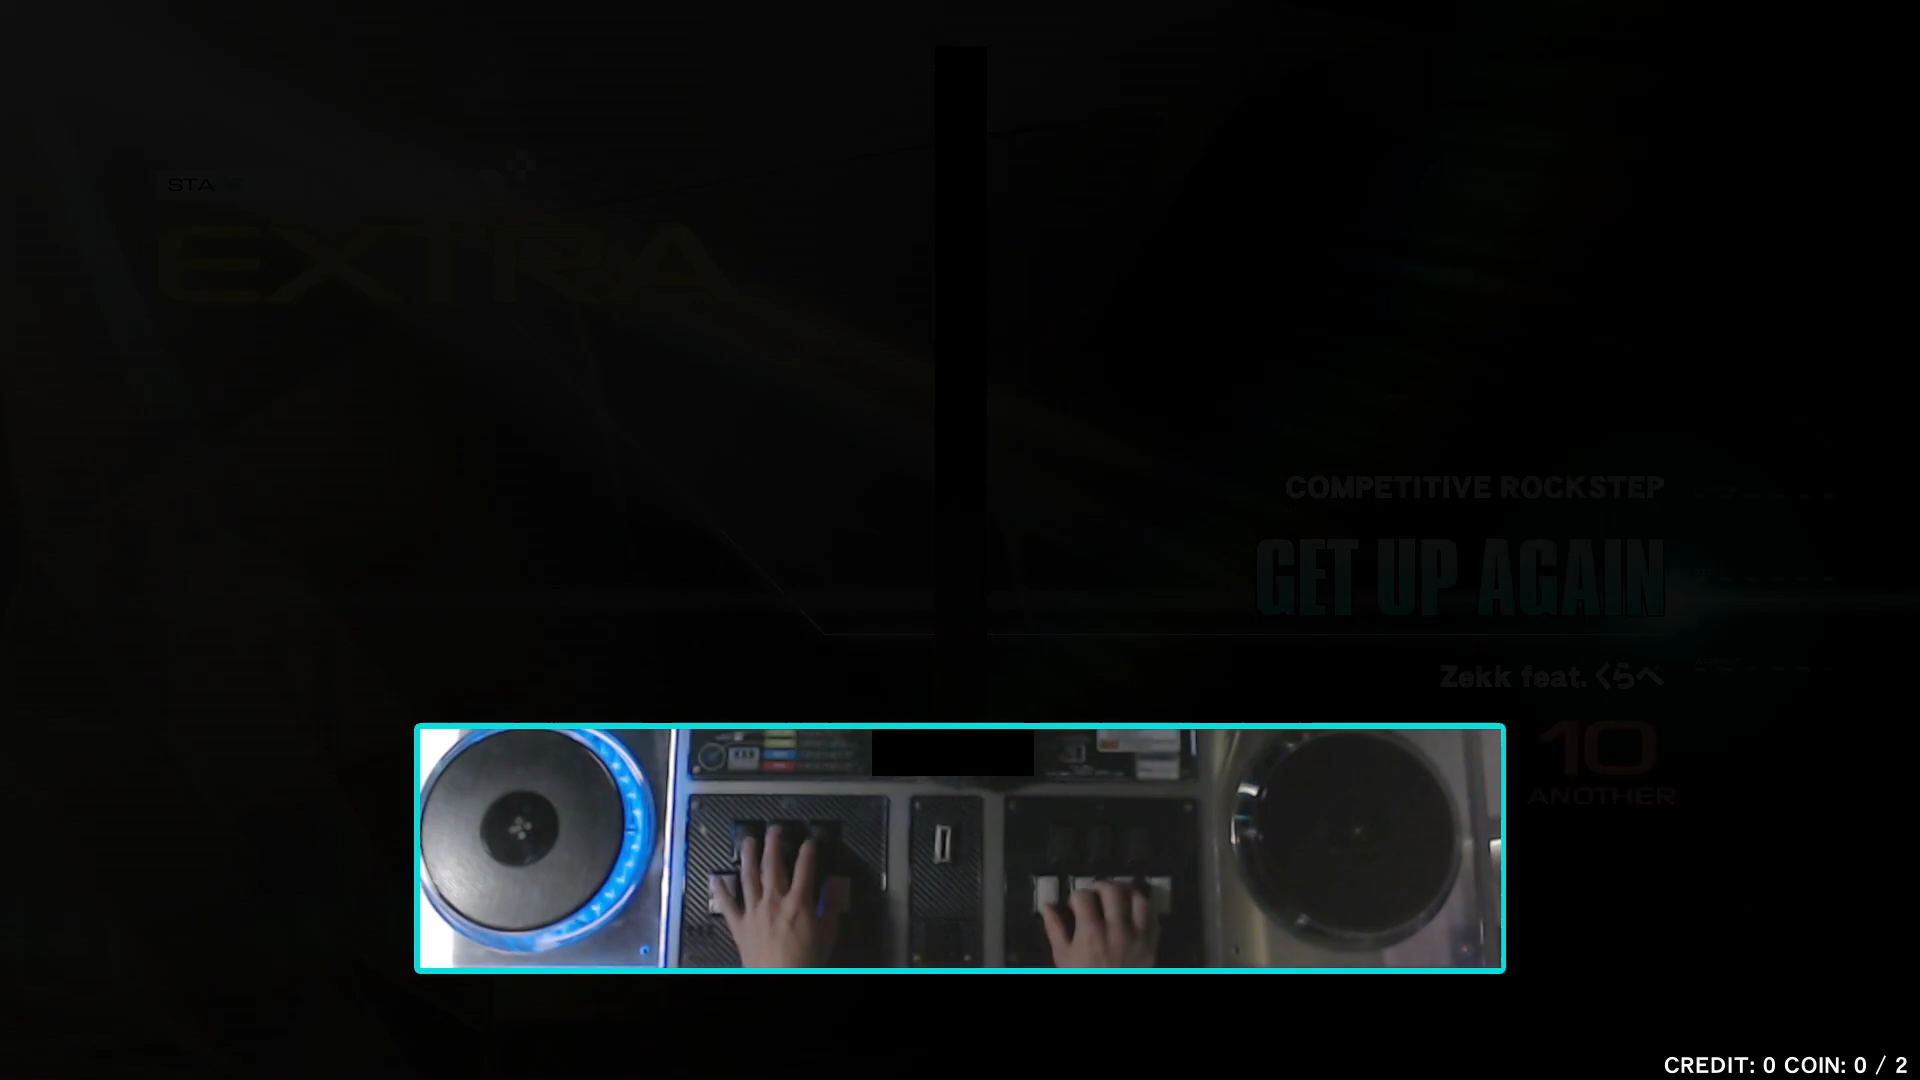 STA
EXTRA
COMPETITIVE ROCKSTEP
GET UP AGAIN
Zekk feat. くらべ
10
ANOTHER
CREDIT: 0 COIN: 0 / 2